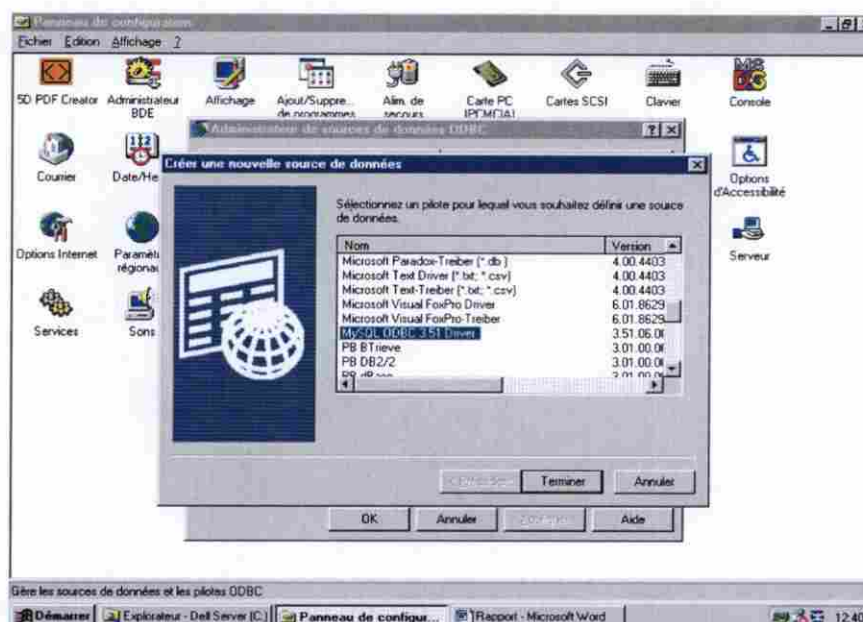 Panneau de configuration
Fichier Edition Affichage ?
5D PDF Creator
Administrateur BDE
Affichage
Ajout/Suppre... de programmes
Alim. de secours
Carte PC (PCMCIA)
Cartes SCSI
Clavier
Console
Courrier
Date/He
Options d'Accessibilité
Options Internet
Paramèt
régional
Serveur
Services
Sons
Administrateur de sources de données ODBC
Créer une nouvelle source de données
Sélectionnez un pilote pour lequel vous souhaitez définir une source
de données.
Nom Version
Microsoft Paradox-Treiber (*.db ) 4.00.4403
Microsoft Text Driver (*.txt; *.csv) 4.00.4403
Microsoft Text-Treiber (*.txt; *.csv) 4.00.4403
Microsoft Visual FoxPro Driver 6.01.8629
Microsoft Visual FoxPro-Treiber 6.01.8629
MySQL ODBC 3.51 Driver 3.51.06.0
PB BTrieve 3.01.00.0
PB DB2/2 3.01.00.0
Terminer Annuler
OK Annuler Aide
Gère les sources de données et les pilotes ODBC
Démarrer Explorateur - Dell Server (C:) Panneau de configur... Rapport - Microsoft Word 12:40